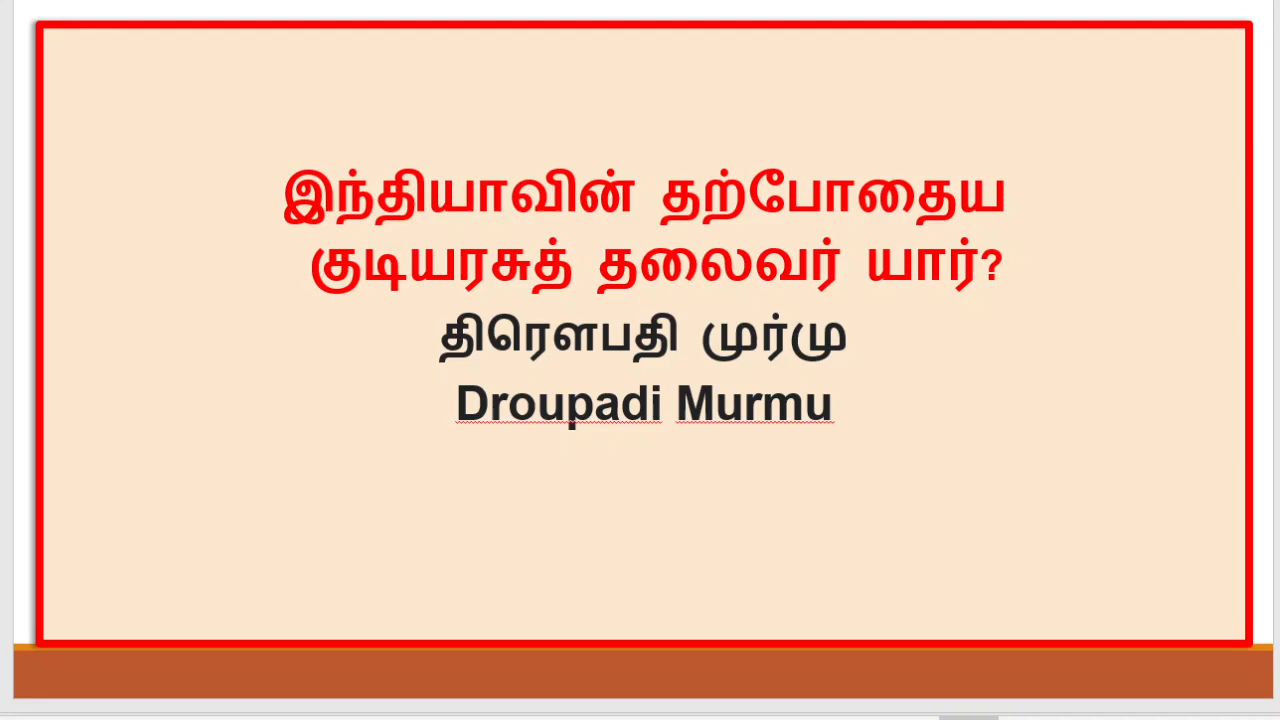 இந்தியாவின் தற்போதைய
குடியரசுத் தலைவர் யார்?
திரௌபதி முர்மு
Droupadi Murmu